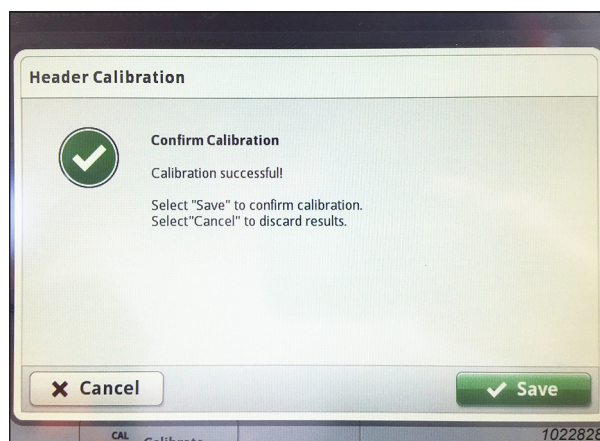 Header Calibration
Confirm Calibration
Calibration successful!
Select "Save" to confirm calibration.
Select"Cancel" to discard results.
Cancel
Save
CAL
Calibrate
1022828